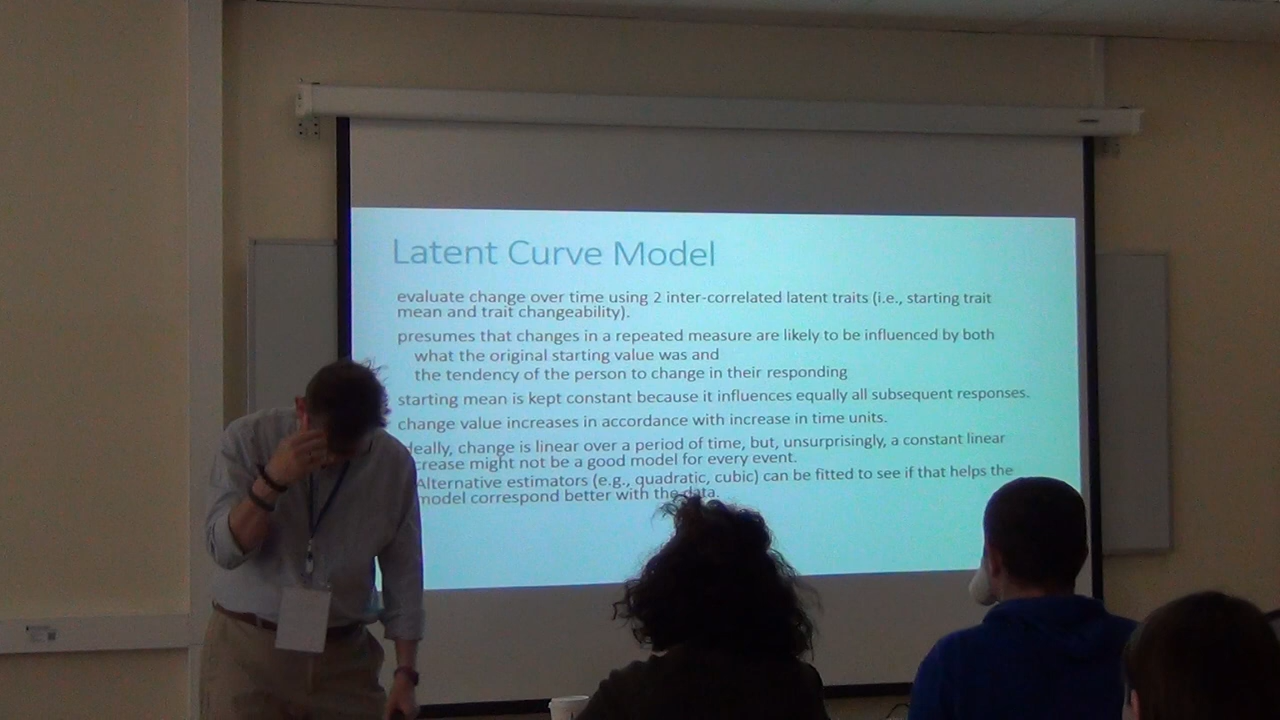 Latent Curve Model
evaluate change over time using 2 inter-correlated latent traits (i.e., starting trait
mean and trait changeability).
presumes that changes in a repeated measure are likely to be influenced by both
what the original starting value was and
the tendency of the person to change in their responding
starting mean is kept constant because it influences equally all subsequent responses.
change value increases in accordance with increase in time units.
deally, change is linear over a period of time, but, unsurprisingly, a constant linear
crease might not be a good model for every event.
Alternative estimators (e.g., quadratic, cubic) can be fitted to see if that helps the
model correspond better with the data.